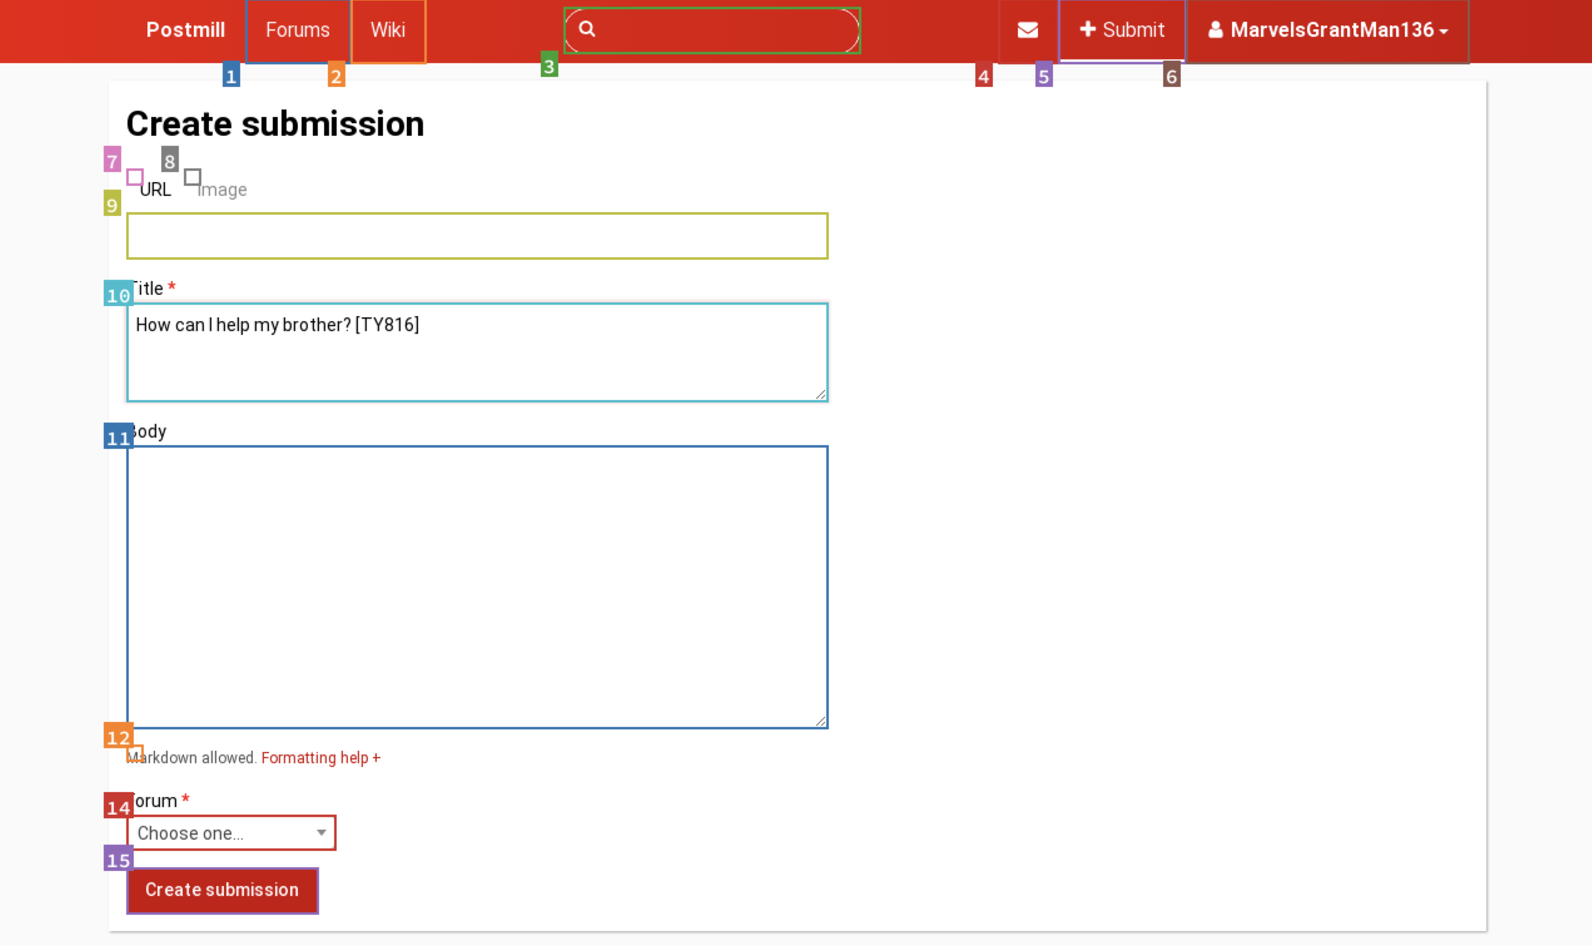 Postmill Forums Wiki Submit MarvelsGrantMan136
1 2 3 4 5 6
Create submission
7 8
URL Image
9
10 Title *
How can I help my brother? [TY816]
11 Body
12
Markdown allowed. Formatting help +
14 Forum *
Choose one...
15
Create submission